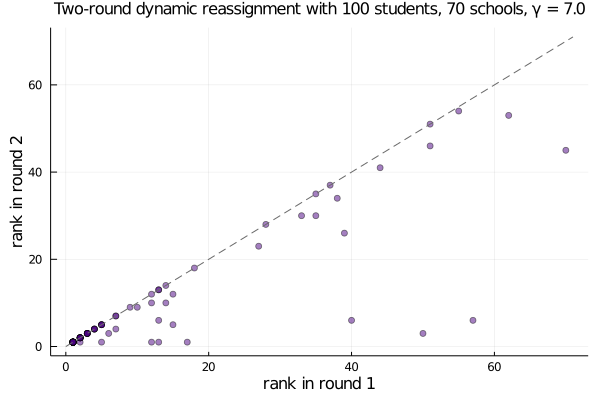 Two-round dynamic reassignment with 100 students, 70 schools, γ = 7.0
rank in round 2
60
40
20
0
0 20 40 60
rank in round 1